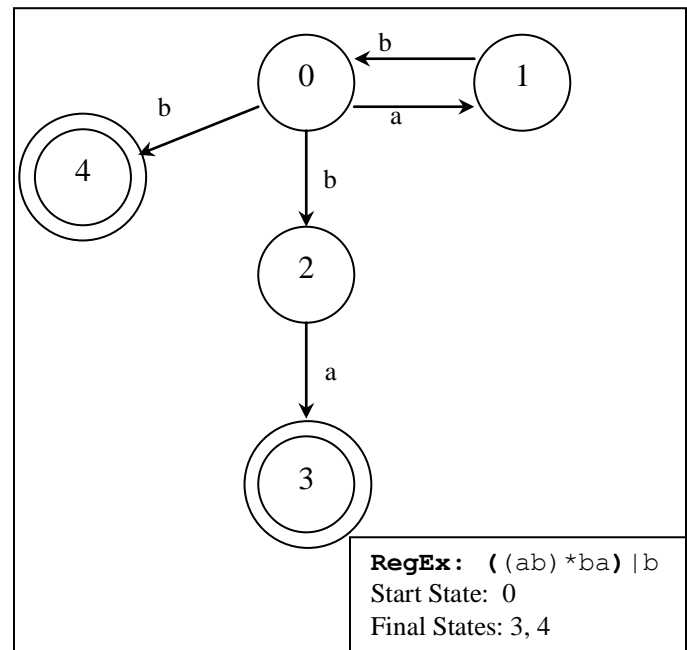 b
0
1
a
b
4
b
2
a
3
RegEx: ((ab)*ba)|b
Start State: 0
Final States: 3, 4